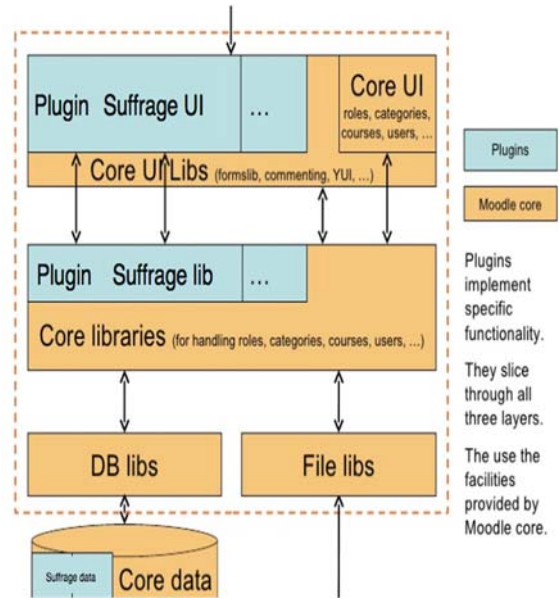 Plugin Suffrage UI
...
Core UI
roles, categories,
courses, users, ...
Core UI Libs (formslib, commenting, YUI, ...)
Plugin Suffrage lib
...
Core libraries (for handling roles, categories, courses, users, ...)
DB libs
File libs
Suffrage data
Core data
Plugins
Moodle core
Plugins
implement
specific
functionality.
They slice
through all
three layers.
The use the
facilities
provided by
Moodle core.